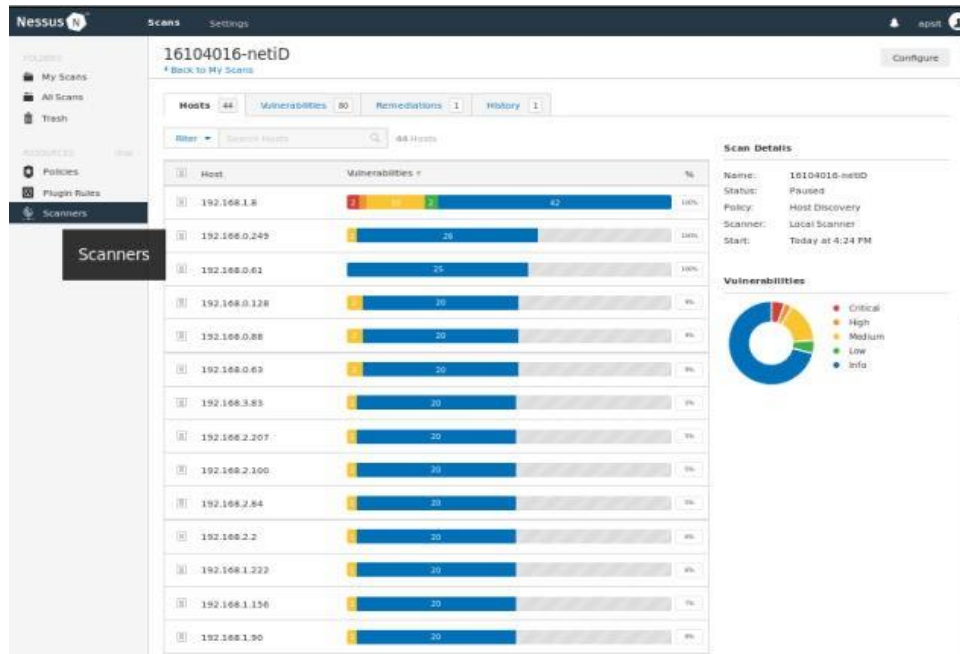 Nessus N Scans Settings apsit
FOLDERS
My Scans
All Scans
Trash
RESOURCES
Policies
Plugin Rules
Scanners
Scanners
16104016-netiD
Back to My Scans
Configure
Hosts 44 Vulnerabilities 80 Remediations 1 History 1
Filter Search Hosts 44 Hosts
Host Vulnerabilities %
192.168.1.8 2 2 62 100%
192.168.0.249 26 100%
192.168.0.61 25 100%
192.168.0.128 20
192.168.0.88 20
192.168.0.63 20
192.168.3.83 20
192.168.2.207 20
192.168.2.100 20
192.168.2.84 20
192.168.2.2 20
192.168.1.222 20
192.168.1.156 20
192.168.1.90 20
Scan Details
Name: 16104016-netiD
Status: Paused
Policy: Host Discovery
Scanner: Local Scanner
Start: Today at 4:24 PM
Vulnerabilities
Critical
High
Medium
Low
Info